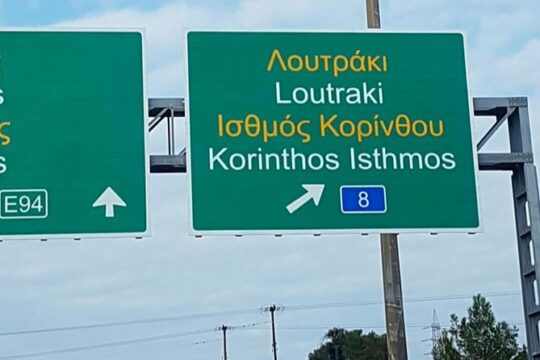 E94
Λουτράκι
Loutraki
Ισθμός Κορίνθου
Korinthos Isthmos
8